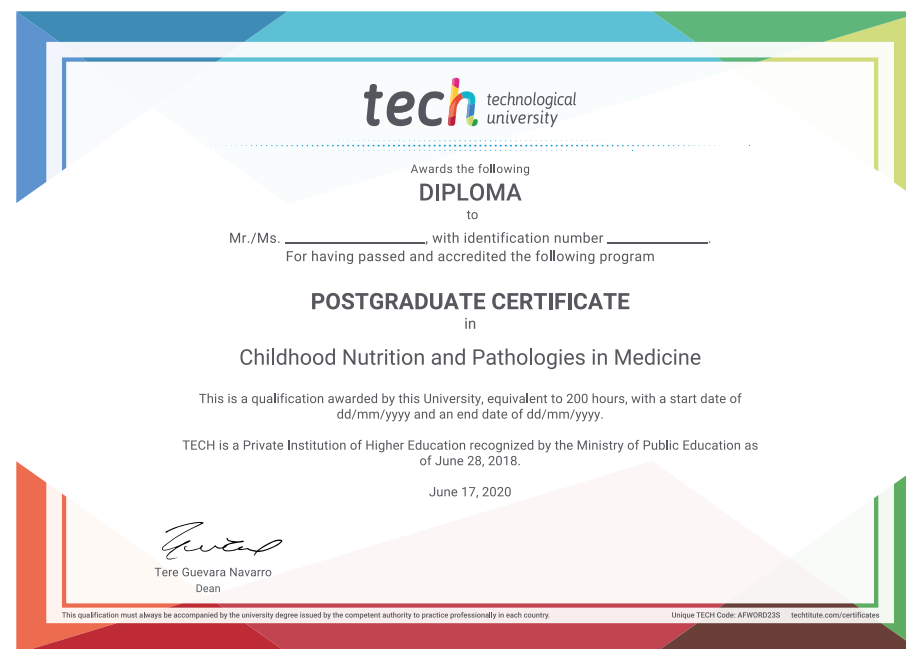 tech technological
university
Awards the following
DIPLOMA
to
Mr./Ms. ____________, with identification number ____________.
For having passed and accredited the following program
POSTGRADUATE CERTIFICATE
in
Childhood Nutrition and Pathologies in Medicine
This is a qualification awarded by this University, equivalent to 200 hours, with a start date of
dd/mm/yyyy and an end date of dd/mm/yyyy.
TECH is a Private Institution of Higher Education recognized by the Ministry of Public Education as
of June 28, 2018.
June 17, 2020
Tere Guevara Navarro
Dean
This qualification must always be accompanied by the university degree issued by the competent authority to practice professionally in each country.
Unique TECH Code: AFWORD23S techtitute.com/certificates